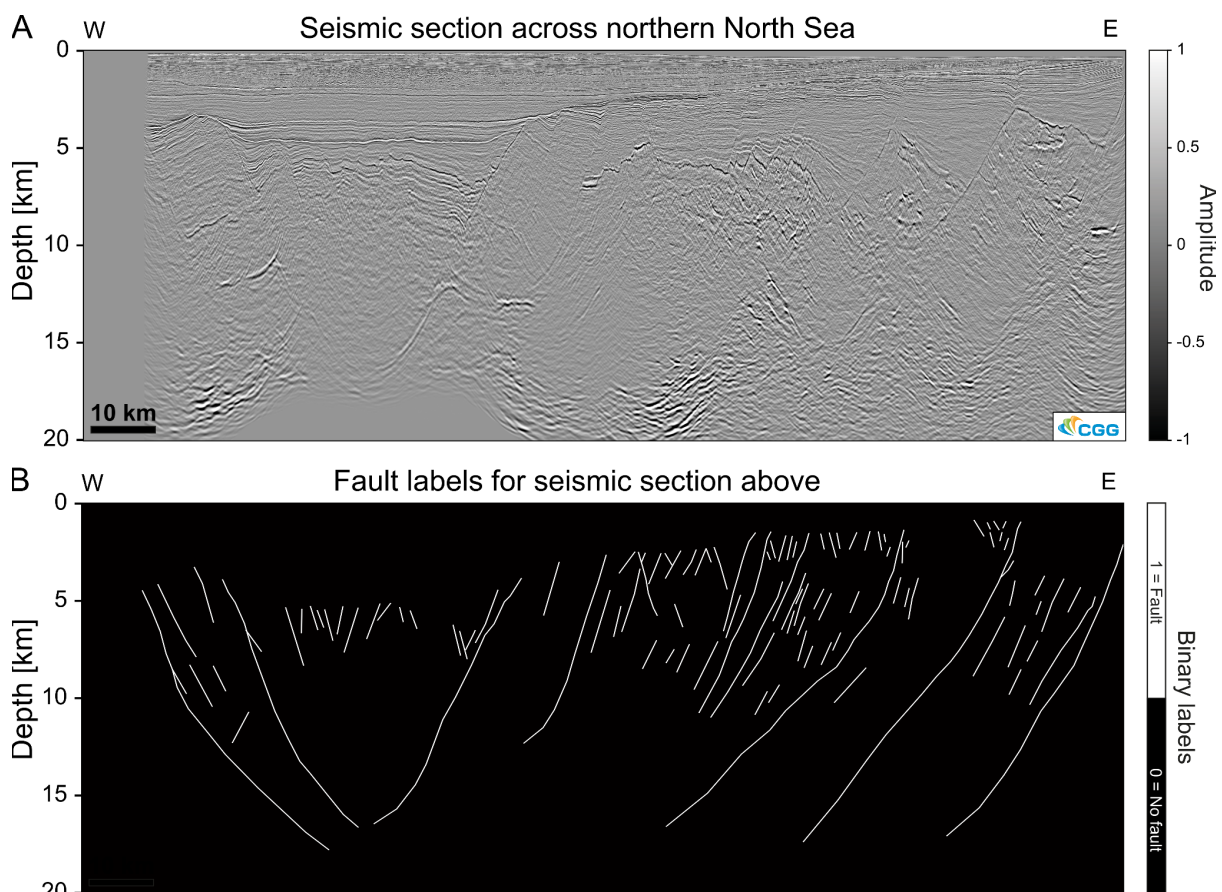 A
Seismic section across northern North Sea
E
0
5
10
15
20
Depth [km]
10 km
CGG
1
0.5
0
-0.5
-1
Amplitude
B
W
Fault labels for seismic section above
E
0
5
10
15
20
Depth [km]
1 = Fault
0 = No fault
Binary labels
W